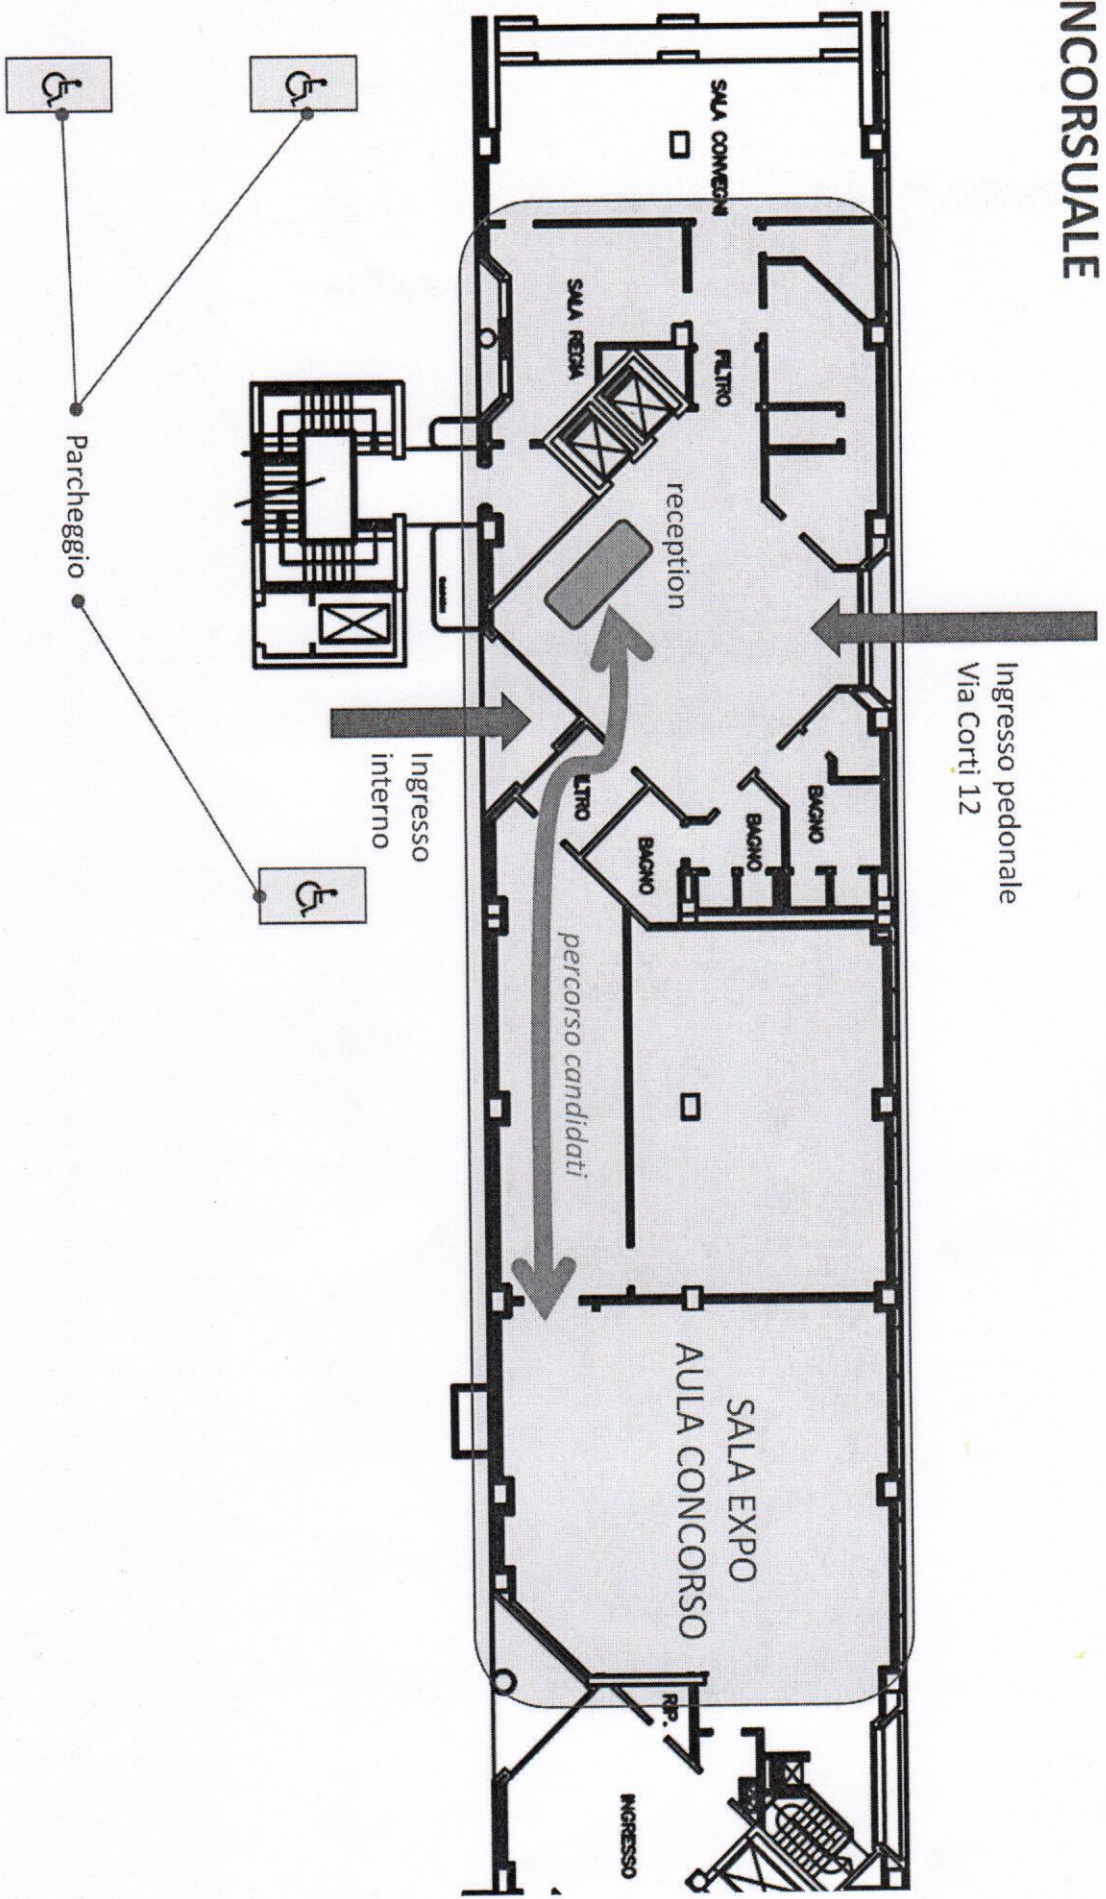 NCORSUALE
Ingresso pedonale
Via Corti 12
SALA CONVEGNI
FILTRO
reception
SALA REGIA
BAGNO
BAGNO
BAGNO
ILTRO
percorso candidati
SALA EXPO
AULA CONCORSO
RIP.
INGRESSO
Ingresso
interno
Parcheggio